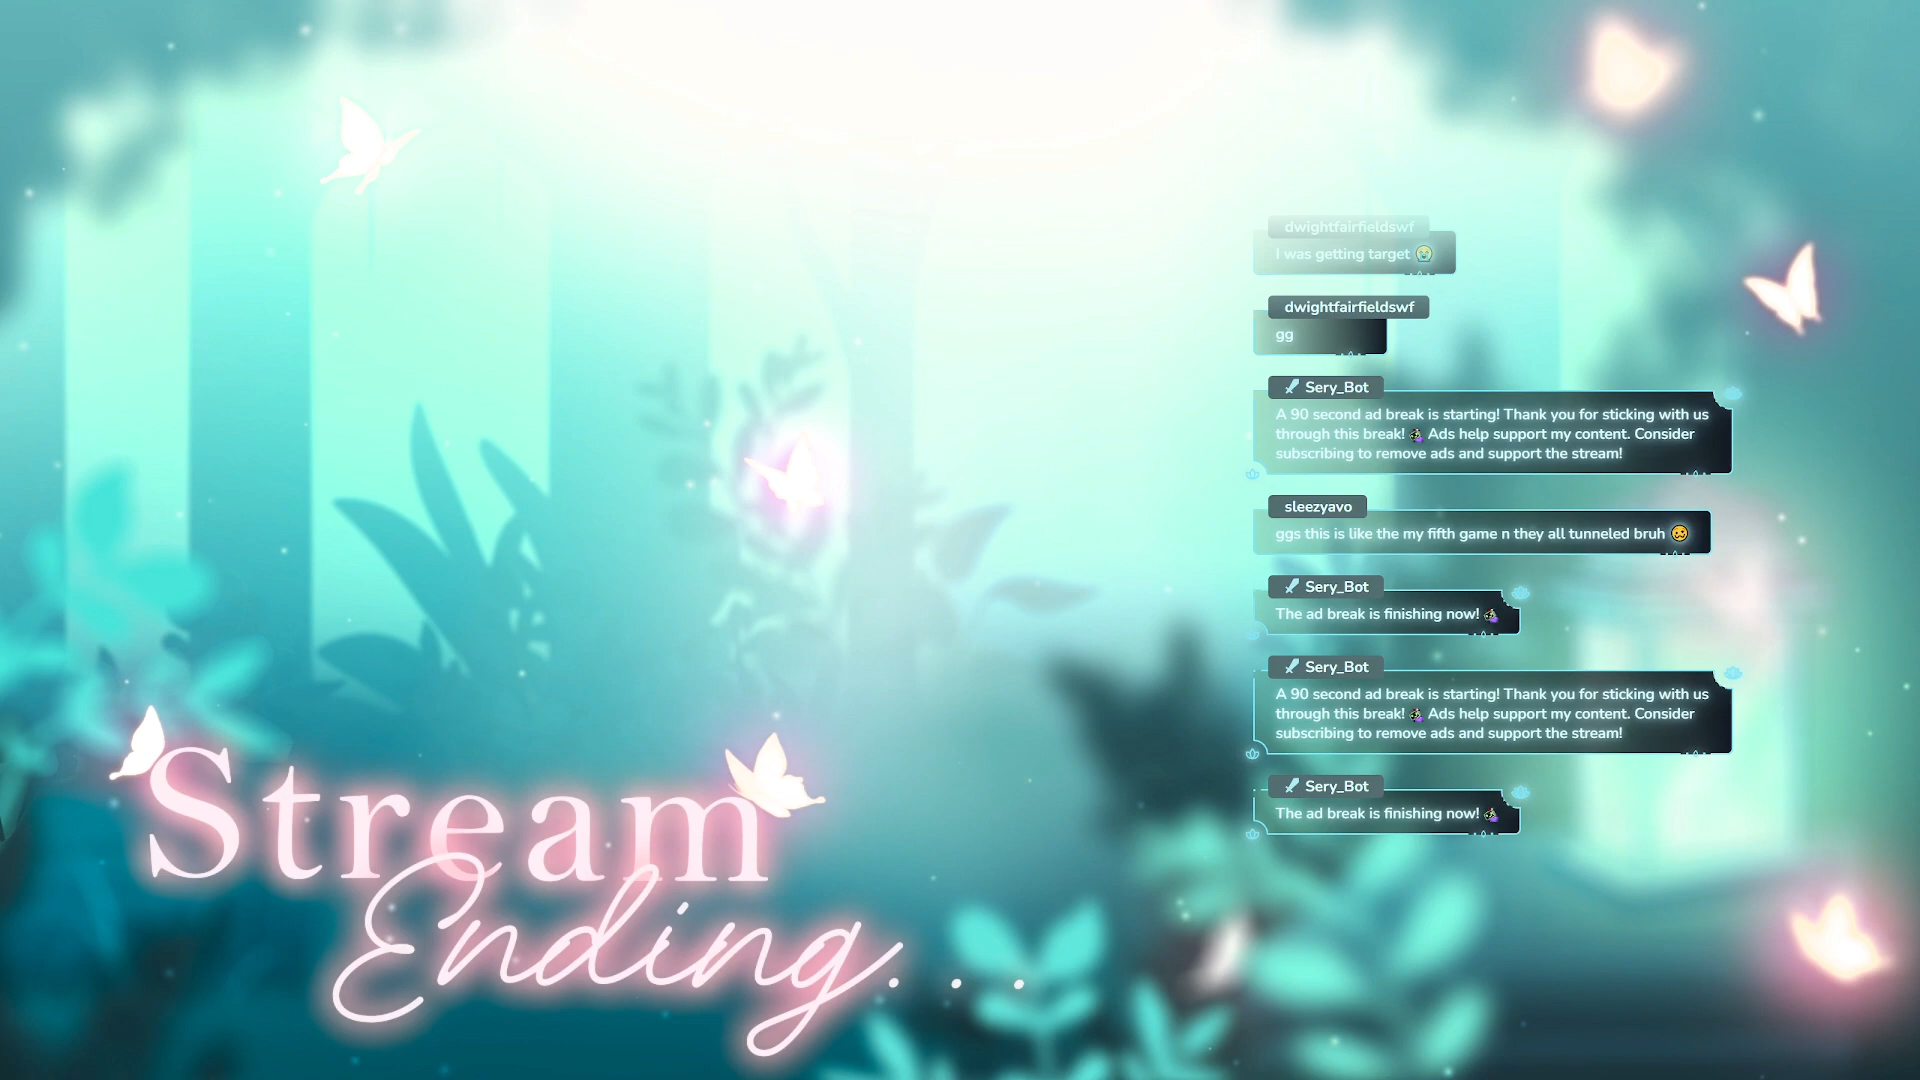 dwightfairfieldswf
I was getting target 😭
dwightfairfieldswf
gg
Sery_Bot
A 90 second ad break is starting! Thank you for sticking with us
through this break! Ads help support my content. Consider
subscribing to remove ads and support the stream!
sleezyavo
ggs this is like the my fifth game n they all tunneled bruh 🥴
Sery_Bot
The ad break is finishing now!
Sery_Bot
A 90 second ad break is starting! Thank you for sticking with us
through this break! Ads help support my content. Consider
subscribing to remove ads and support the stream!
Sery_Bot
The ad break is finishing now!
Stream
Ending. . .